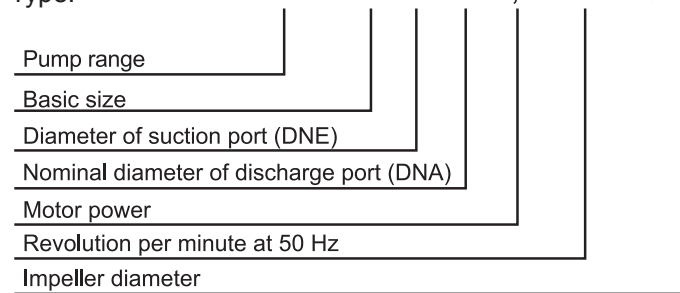 Type:
Pump range
Basic size
Diameter of suction port (DNE)
Nominal diameter of discharge port (DNA)
Motor power
Revolution per minute at 50 Hz
Impeller diameter